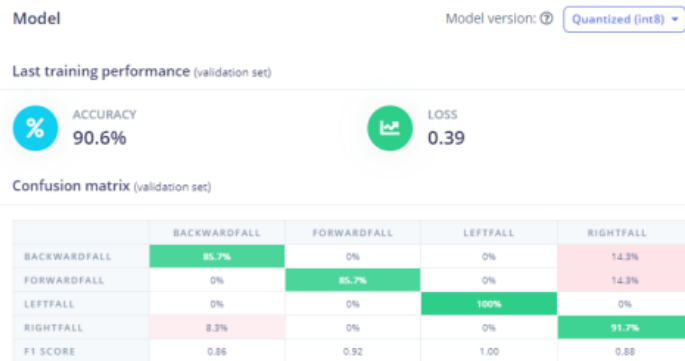 Model
Model version: Quantized (int8)
Last training performance (validation set)
% ACCURACY LOSS
90.6% 0.39
Confusion matrix (validation set)
BACKWARDFALL FORWARDFALL LEFTFALL RIGHTFALL
BACKWARDFALL 85.7% 0% 0% 14.3%
FORWARDFALL 0% 85.7% 0% 14.3%
LEFTFALL 0% 0% 100% 0%
RIGHTFALL 8.3% 0% 0% 91.7%
F1 SCORE 0.86 0.92 1.00 0.88